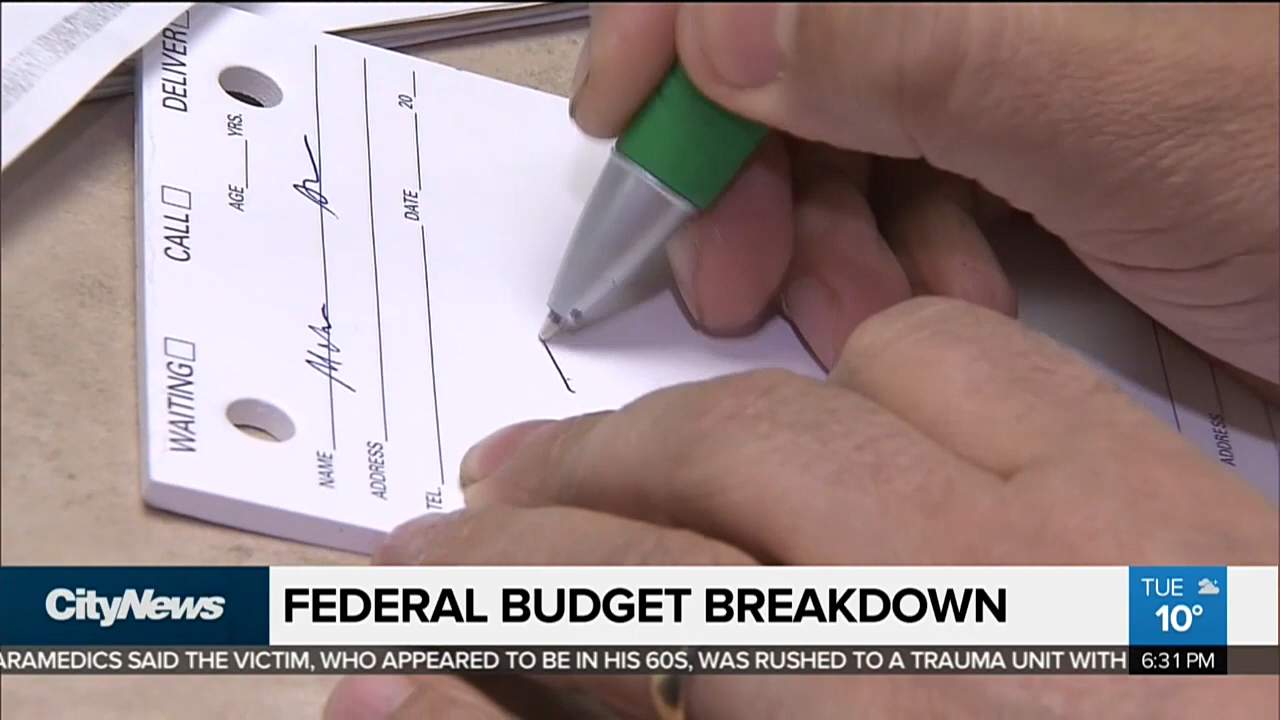 DELIVER
CALL
WAITING
AGE YRS.
NAME
ADDRESS
DATE 20
TEL.
ADDRESS
CityNews
FEDERAL BUDGET BREAKDOWN
TUE
10°
ARAMEDICS SAID THE VICTIM, WHO APPEARED TO BE IN HIS 60S, WAS RUSHED TO A TRAUMA UNIT WITH
6:31 PM